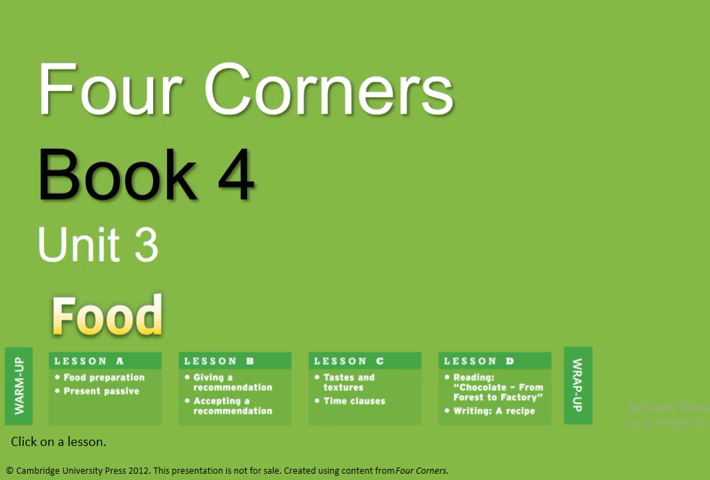 Four Corners
Book 4
Unit 3
Food
WARM-UP
LESSON A
• Food preparation
• Present passive
LESSON B
• Giving a
recommendation
• Accepting a
recommendation
LESSON C
• Tastes and
textures
• Time clauses
LESSON D
• Reading:
"Chocolate – From
Forest to Factory"
• Writing: A recipe
WRAP-UP
Click on a lesson.
© Cambridge University Press 2012. This presentation is not for sale. Created using content from Four Corners.